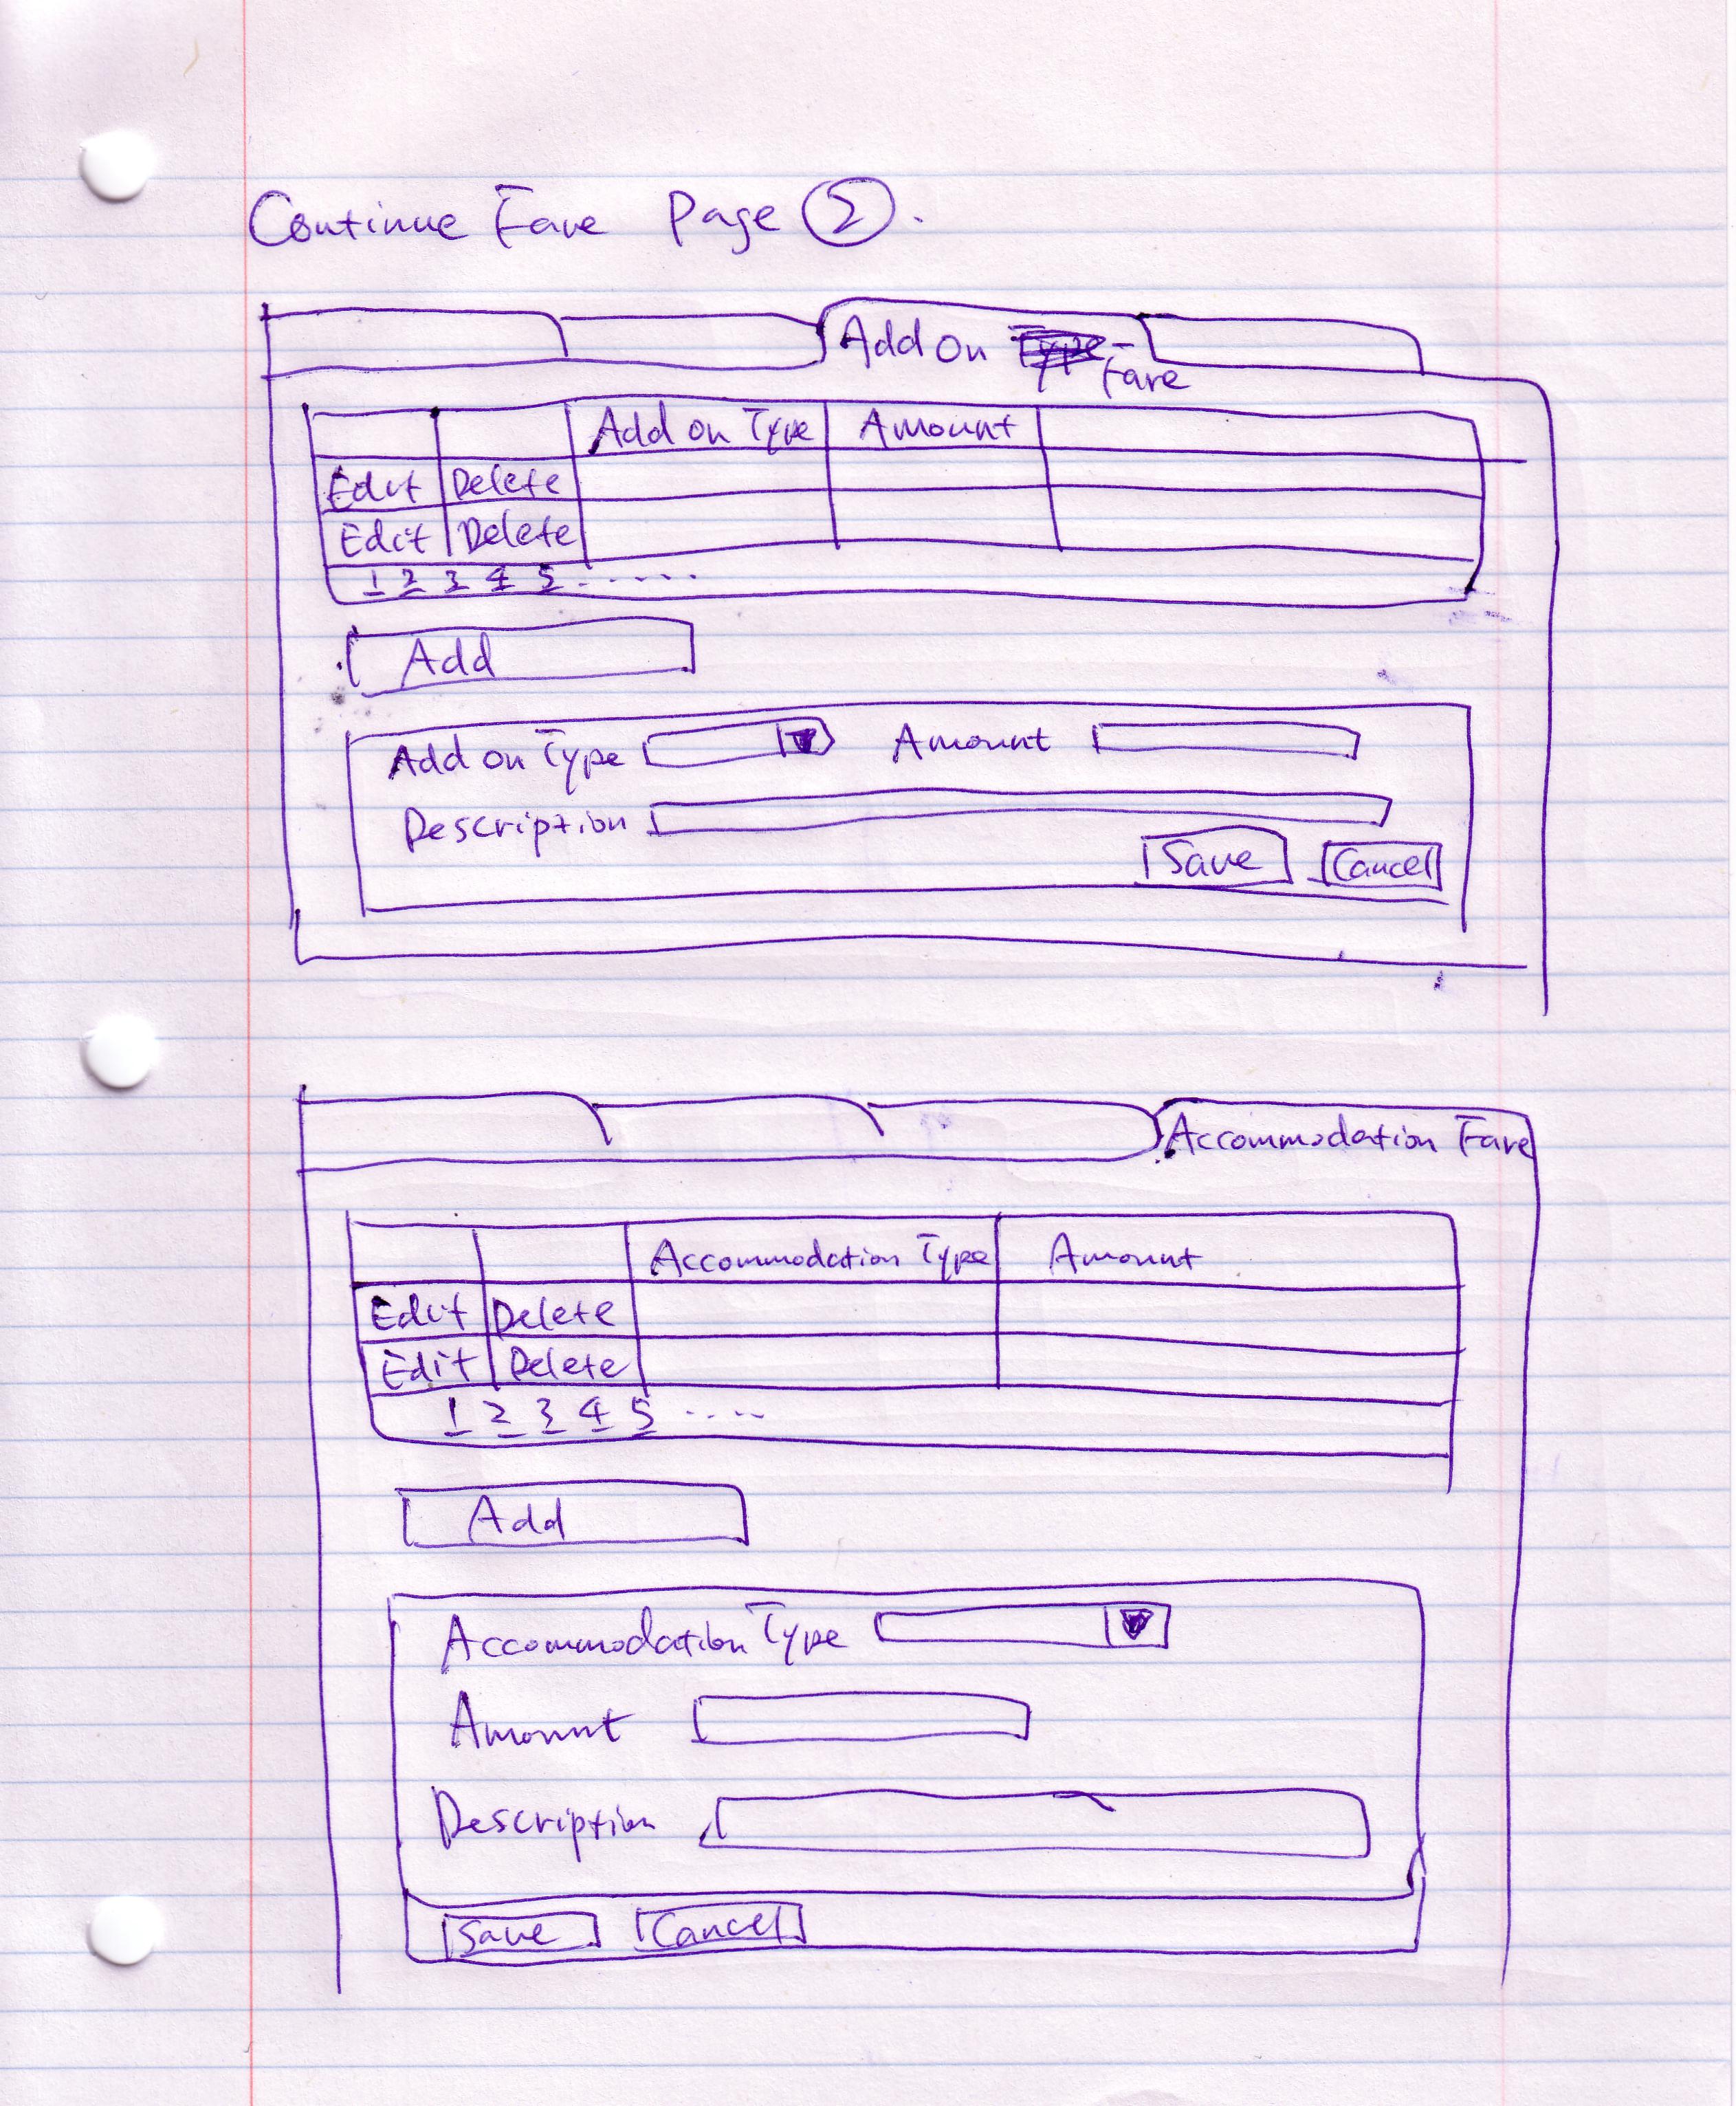 Continue Fare Page 2.
Add on Fare
Add on Type Amount
Edit Delete
Edit Delete
1 2 3 4 5 ......
Add
Add on Type Amount
Description
Save Cancel
Accommodation Fare
Accommodation Type Amount
Edit Delete
Edit Delete
1 2 3 4 5 ....
Add
Accommodation Type
Amount
Description
Save Cancel